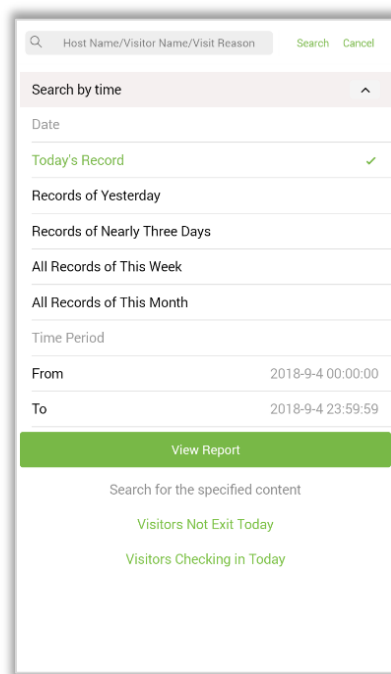 Host Name/Visitor Name/Visit Reason Search Cancel
Search by time
Date
Today's Record
Records of Yesterday
Records of Nearly Three Days
All Records of This Week
All Records of This Month
Time Period
From 2018-9-4 00:00:00
To 2018-9-4 23:59:59
View Report
Search for the specified content
Visitors Not Exit Today
Visitors Checking in Today